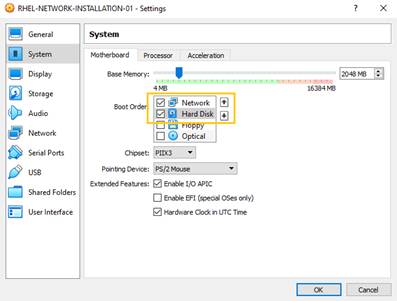 RHEL-NETWORK-INSTALLATION-01 - Settings
General
System
Display
Storage
Audio
Network
Serial Ports
USB
Shared Folders
User Interface
System
Motherboard Processor Acceleration
Base Memory: 2048 MB
4 MB 16384 MB
Boot Order: Network
Hard Disk
Floppy
Optical
Chipset: PIIX3
Pointing Device: PS/2 Mouse
Extended Features: Enable I/O APIC
Enable EFI (special OSes only)
Hardware Clock in UTC Time
OK Cancel